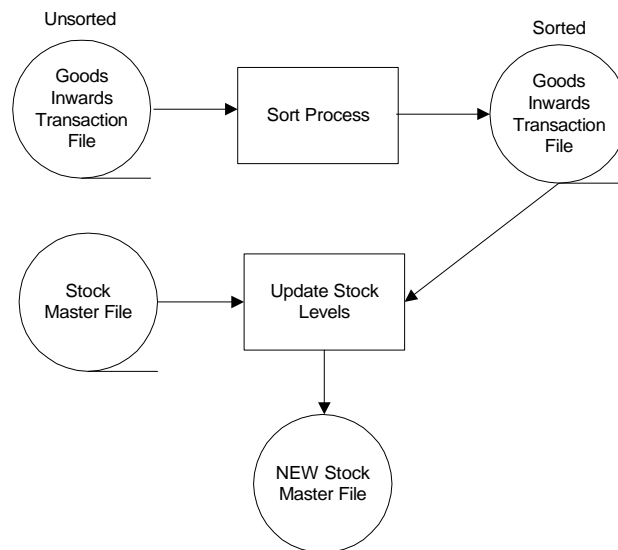 Unsorted
Goods
Inwards
Transaction
File
Sort Process
Sorted
Goods
Inwards
Transaction
File
Stock
Master File
Update Stock
Levels
NEW Stock
Master File